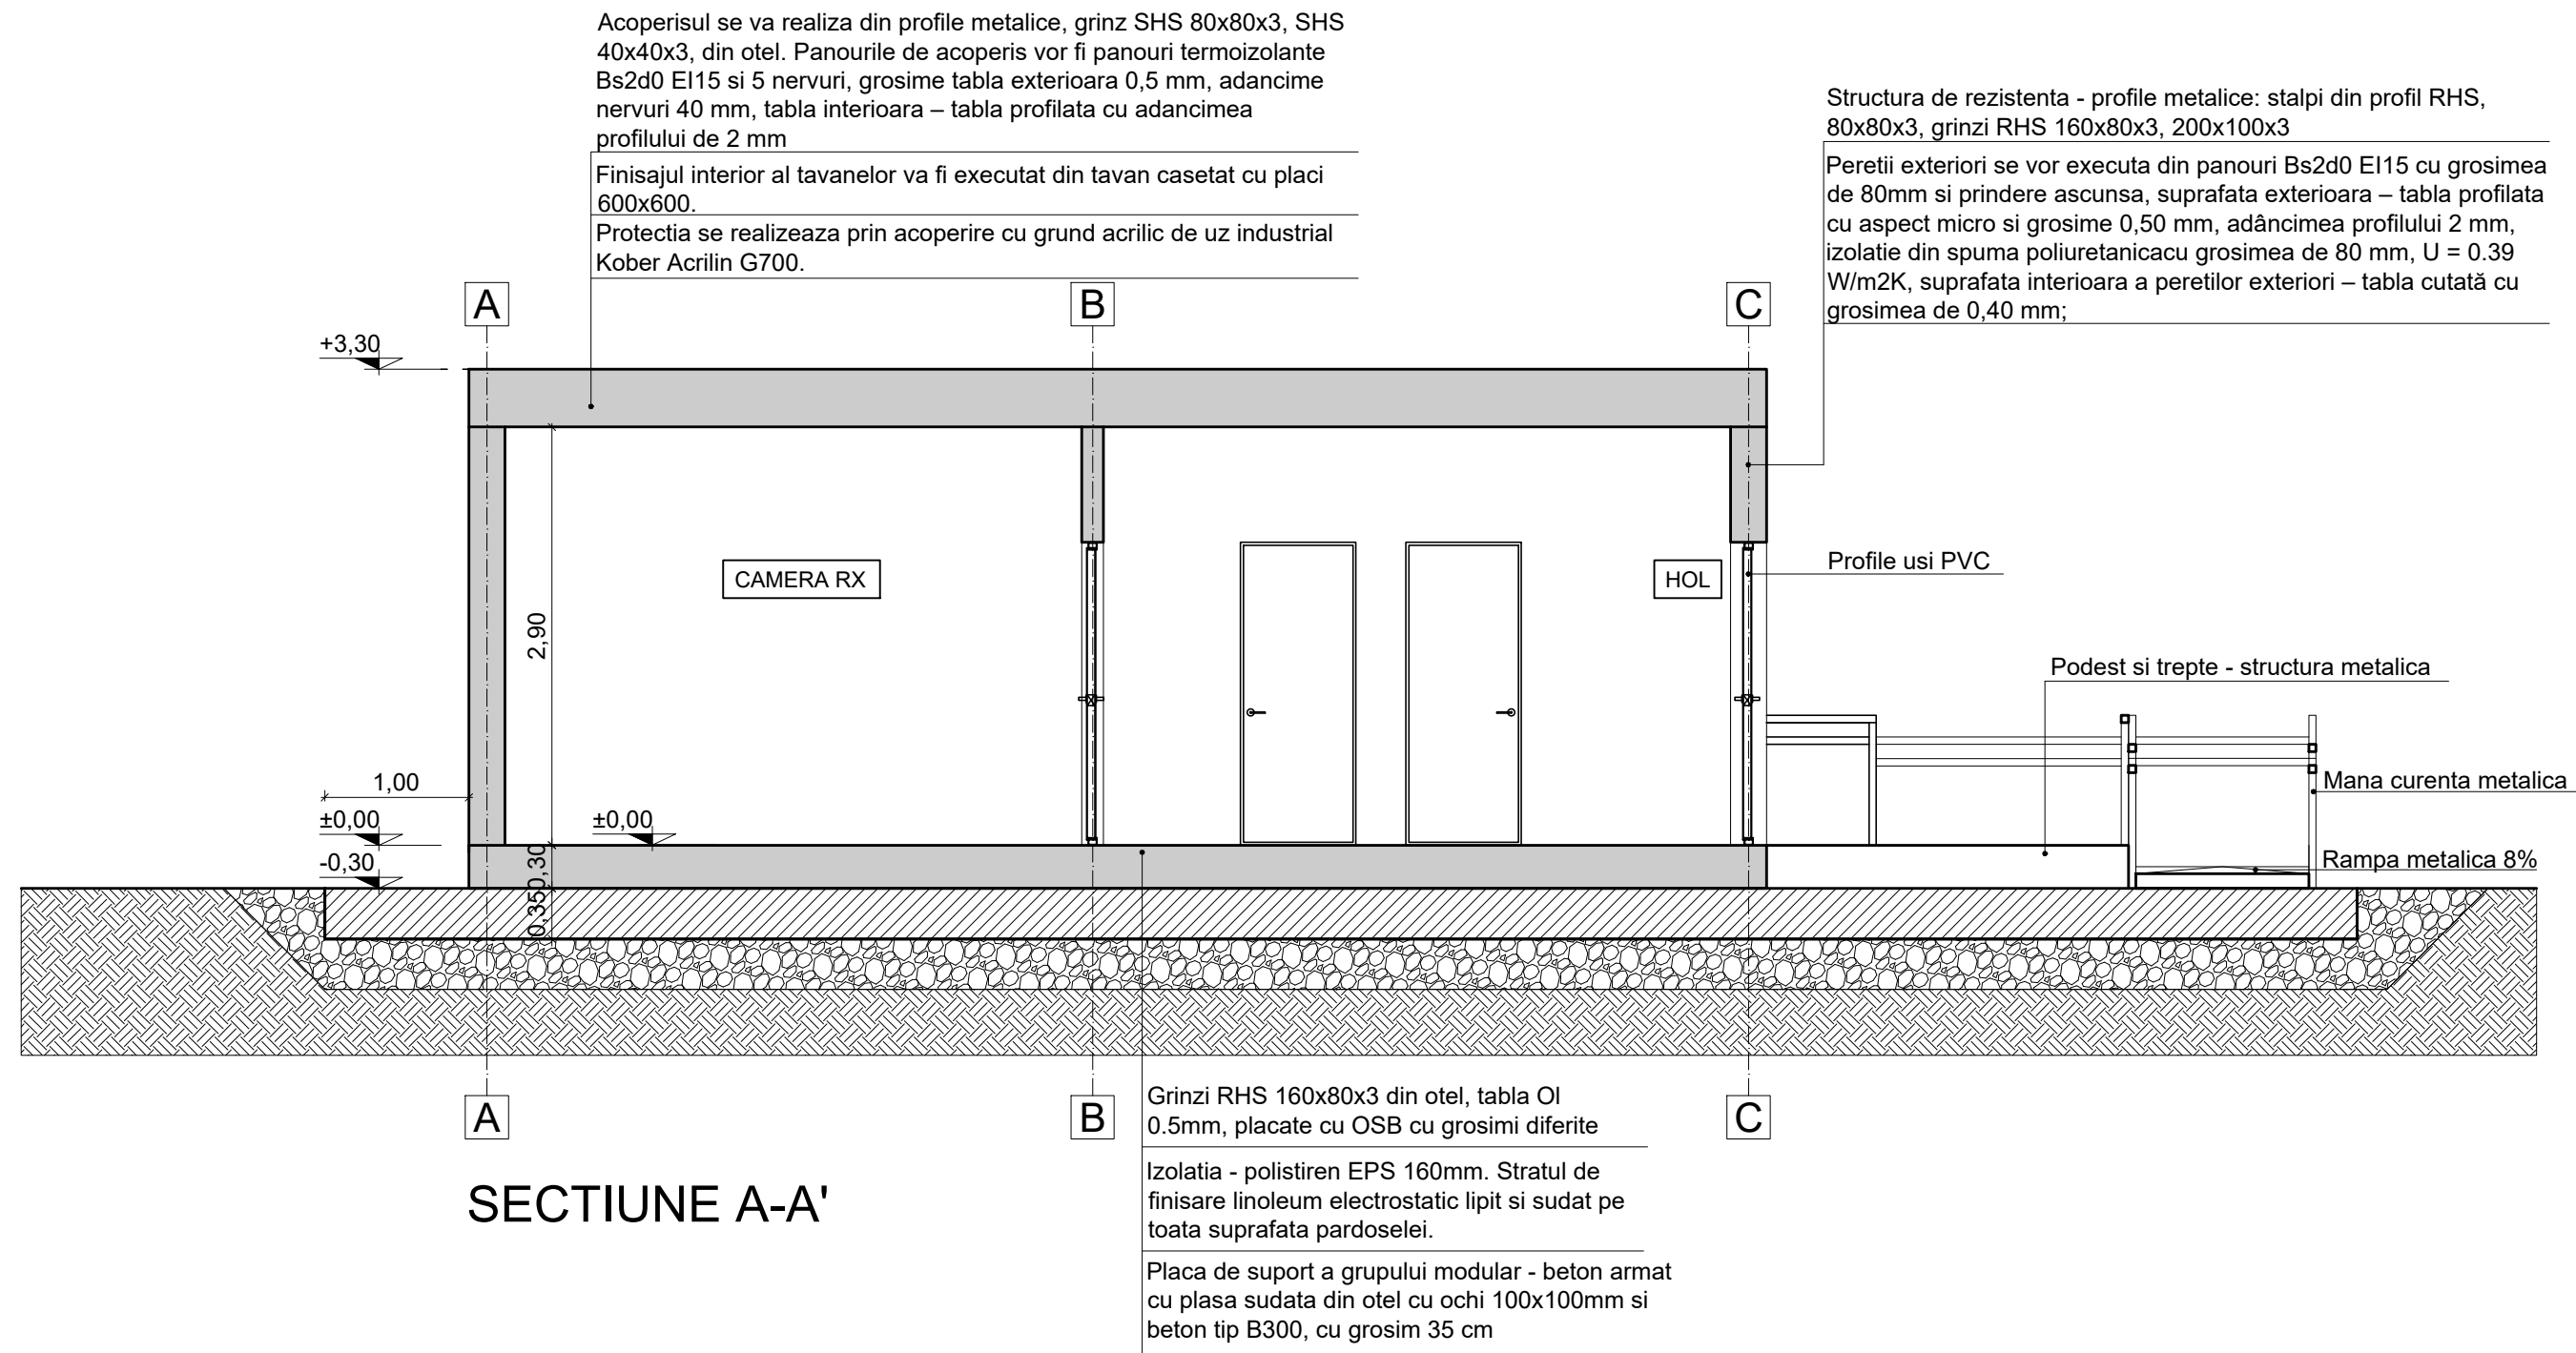 Acoperisul se va realiza din profile metalice, grinz SHS 80x80x3, SHS
40x40x3, din otel. Panourile de acoperis vor fi panouri termoizolante
Bs2d0 EI15 si 5 nervuri, grosime tabla exterioara 0,5 mm, adancime
nervuri 40 mm, tabla interioara – tabla profilata cu adancimea
profilului de 2 mm
Finisajul interior al tavanelor va fi executat din tavan casetat cu placi
600x600.
Protectia se realizeaza prin acoperire cu grund acrilic de uz industrial
Kober Acrilin G700.
Structura de rezistenta - profile metalice: stalpi din profil RHS,
80x80x3, grinzi RHS 160x80x3, 200x100x3
Peretii exteriori se vor executa din panouri Bs2d0 EI15 cu grosimea
de 80mm si prindere ascunsa, suprafata exterioara – tabla profilata
cu aspect micro si grosime 0,50 mm, adâncimea profilului 2 mm,
izolatie din spuma poliuretanicacu grosimea de 80 mm, U = 0.39
W/m2K, suprafata interioara a peretilor exteriori – tabla cutată cu
grosimea de 0,40 mm;
A
B
C
+3,30
CAMERA RX
HOL
Profile usi PVC
2,90
Podest si trepte - structura metalica
1,00
Mana curenta metalica
±0,00
±0,00
-0,30
0,30
0,35
Rampa metalica 8%
A
B
C
Grinzi RHS 160x80x3 din otel, tabla Ol
0.5mm, placate cu OSB cu grosimi diferite
Izolatia - polistiren EPS 160mm. Stratul de
finisare linoleum electrostatic lipit si sudat pe
toata suprafata pardoselei.
Placa de suport a grupului modular - beton armat
cu plasa sudata din otel cu ochi 100x100mm si
beton tip B300, cu grosim 35 cm
SECTIUNE A-A'